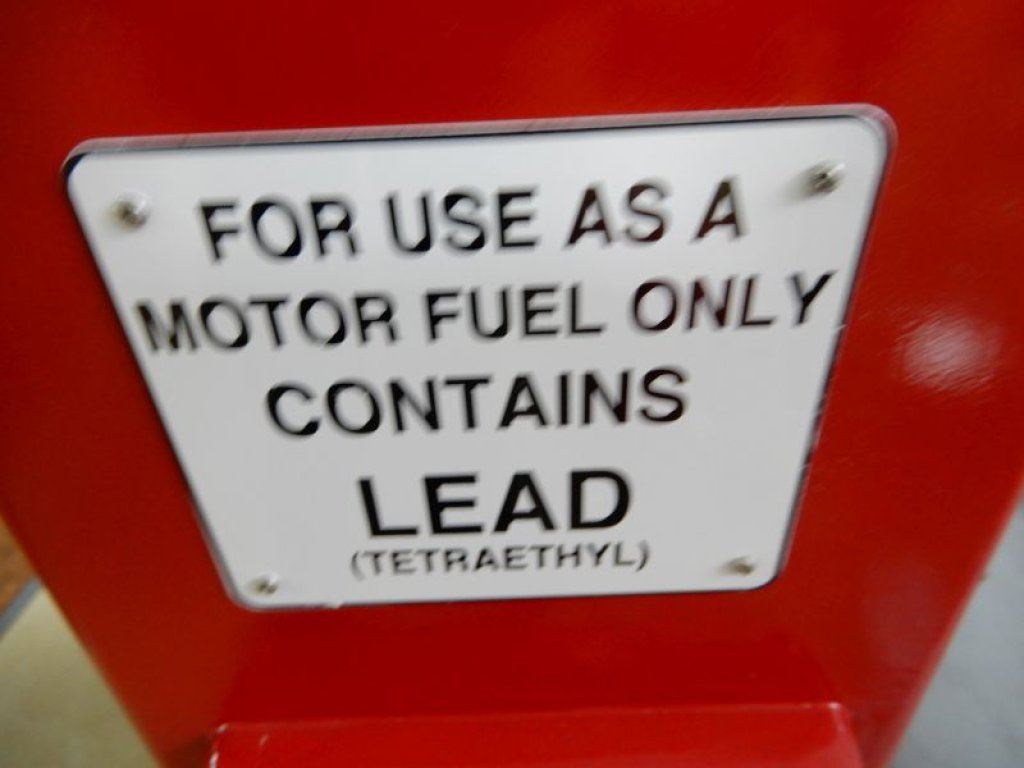 FOR USE AS A
MOTOR FUEL ONLY
CONTAINS
LEAD
(TETRAETHYL)